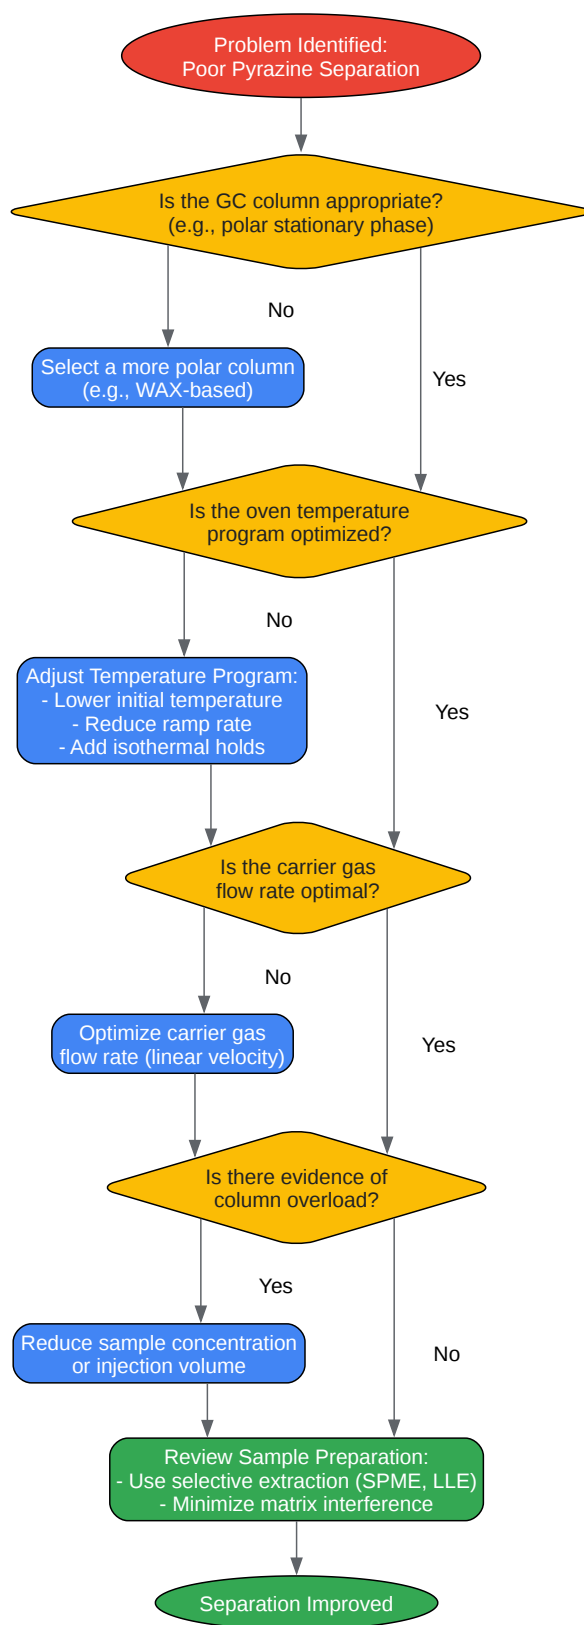 Problem Identified:
Poor Pyrazine Separation
Is the GC column appropriate?
(e.g., polar stationary phase)
No
Select a more polar column
(e.g., WAX-based)
Yes
Is the oven temperature
program optimized?
No
Adjust Temperature Program:
- Lower initial temperature
- Reduce ramp rate
- Add isothermal holds
Yes
Is the carrier gas
flow rate optimal?
No
Optimize carrier gas
flow rate (linear velocity)
Yes
Is there evidence of
column overload?
Yes
Reduce sample concentration
or injection volume
No
Review Sample Preparation:
- Use selective extraction (SPME, LLE)
- Minimize matrix interference
Separation Improved